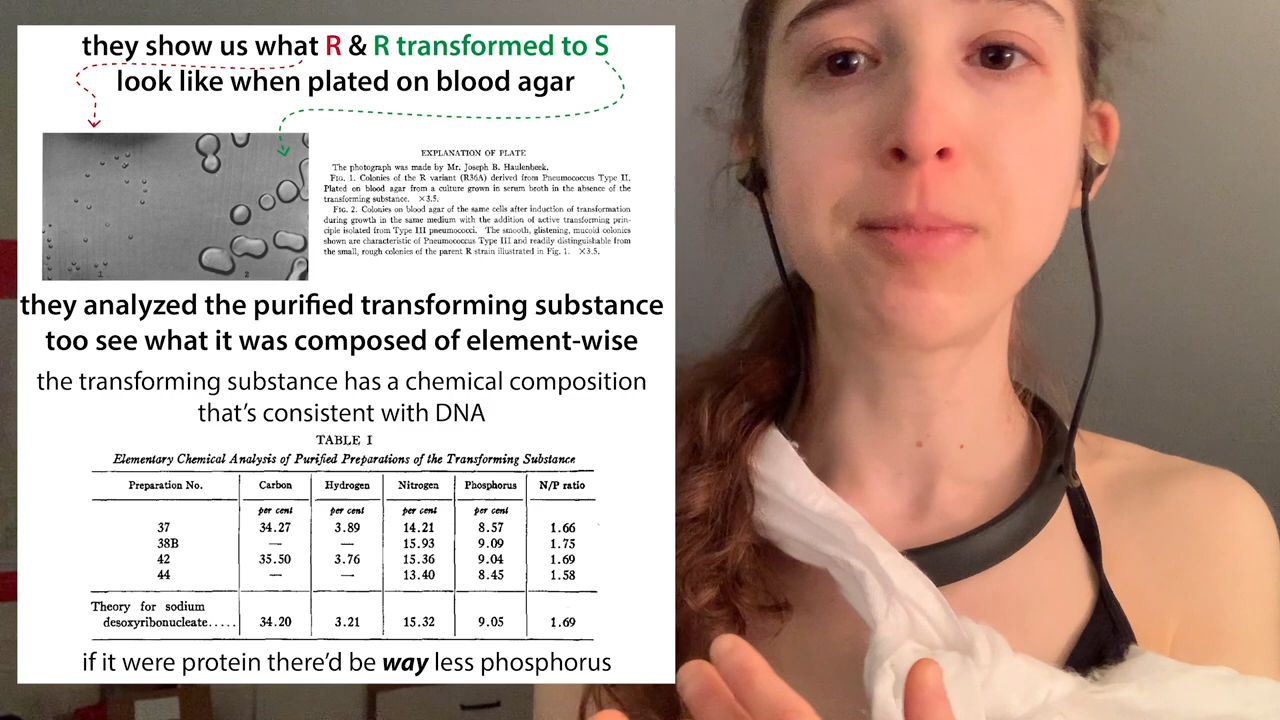 they show us what R & R transformed to S
look like when plated on blood agar
EXPLANATION OF PLATE
The photograph was made by Mr. Joseph B. Haulenbeek.
FIG. 1. Colonies of the R variant (R36A) derived from Pneumococcus Type II.
Plated on blood agar from a culture grown in serum broth in the absence of the
transforming substance. ×3.5.
FIG. 2. Colonies on blood agar of the same cells after induction of transformation
during growth in the same medium with the addition of active transforming prin-
ciple isolated from Type III pneumococci. The smooth, glistening, mucoid colonies
shown are characteristic of Pneumococcus Type III and readily distinguishable from
the small, rough colonies of the parent R strain illustrated in Fig. 1. ×3.5.
1 2
they analyzed the purified transforming substance
too see what it was composed of element-wise
the transforming substance has a chemical composition
that's consistent with DNA
TABLE I
Elementary Chemical Analysis of Purified Preparations of the Transforming Substance
Preparation No. Carbon Hydrogen Nitrogen Phosphorus N/P ratio
per cent per cent per cent per cent
37 34.27 3.89 14.21 8.57 1.66
38B — — 15.93 9.09 1.75
42 35.50 3.76 15.36 9.04 1.69
44 — — 13.40 8.45 1.58
Theory for sodium
desoxyribonucleate..... 34.20 3.21 15.32 9.05 1.69
if it were protein there'd be way less phosphorus